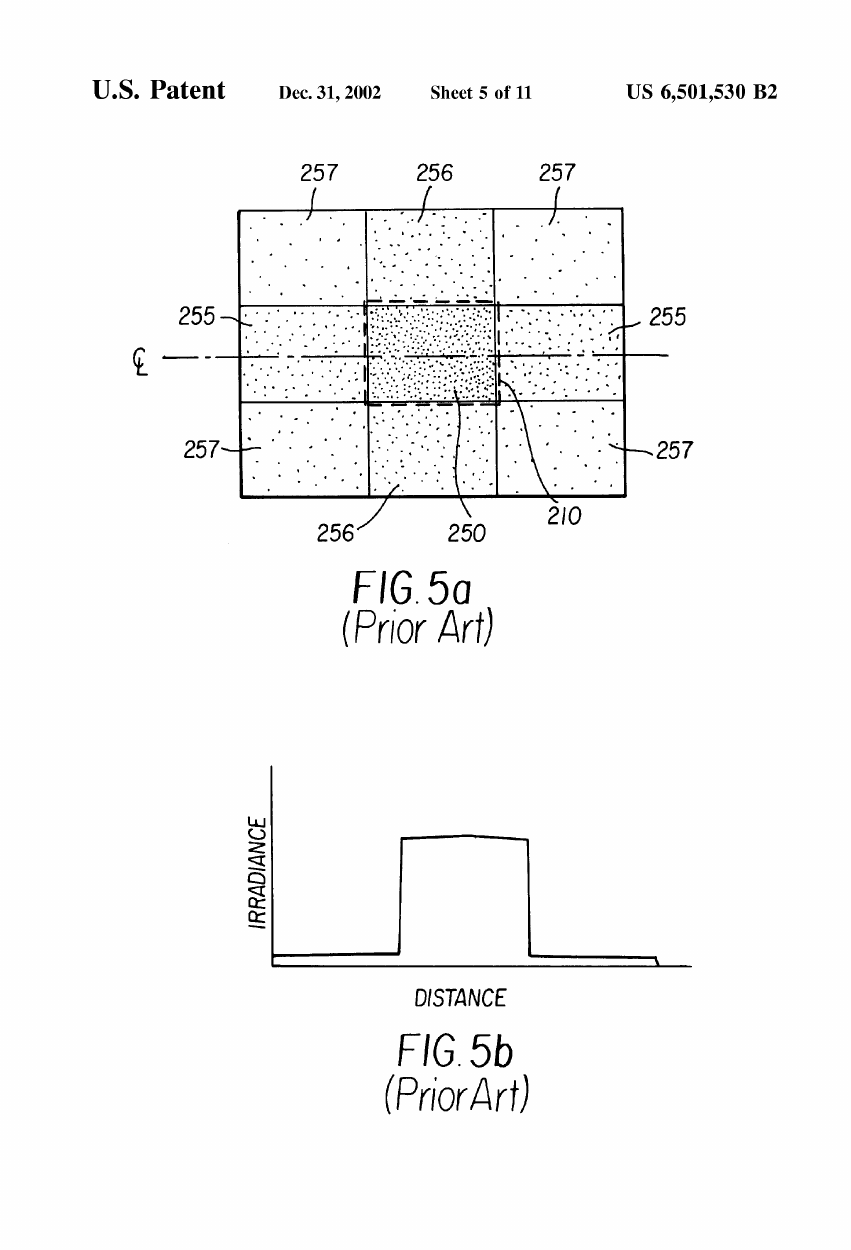 U.S. Patent Dec. 31, 2002 Sheet 5 of 11 US 6,501,530 B2
257 256 257
255 255
℄
257 257
256 250 210
FIG. 5a
(Prior Art)
IRRADIANCE
DISTANCE
FIG. 5b
(Prior Art)